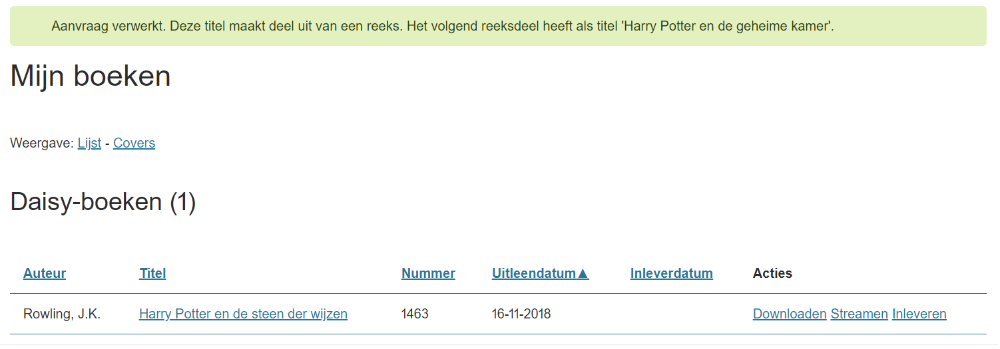 Aanvraag verwerkt. Deze titel maakt deel uit van een reeks. Het volgend reeksdeel heeft als titel 'Harry Potter en de geheime kamer'.
Mijn boeken
Weergave: Lijst - Covers
Daisy-boeken (1)
Auteur Titel Nummer Uitleendatum▲ Inleverdatum Acties
Rowling, J.K. Harry Potter en de steen der wijzen 1463 16-11-2018 Downloaden Streamen Inleveren